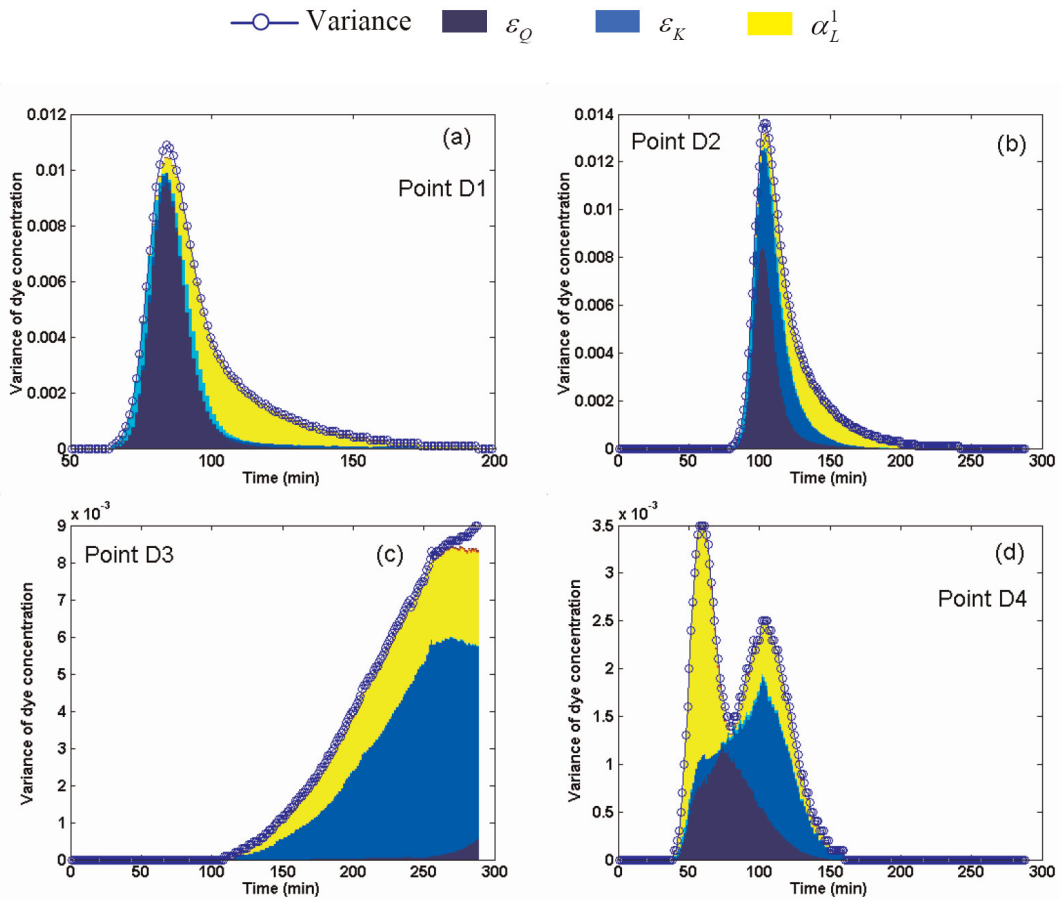 Variance ε_Q ε_K α_L^1
0.012
0.01
0.008
0.006
0.004
0.002
0
50 100 150 200
Variance of dye concentration
Time (min)
(a)
Point D1
0.014
0.012
0.01
0.008
0.006
0.004
0.002
0
0 50 100 150 200 250 300
Variance of dye concentration
Time (min)
Point D2
(b)
x 10^-3
9
8
7
6
5
4
3
2
1
0
0 50 100 150 200 250 300
Variance of dye concentration
Time (min)
Point D3
(c)
x 10^-3
3.5
3
2.5
2
1.5
1
0.5
0
0 50 100 150 200 250 300
Variance of dye concentration
Time (min)
(d)
Point D4